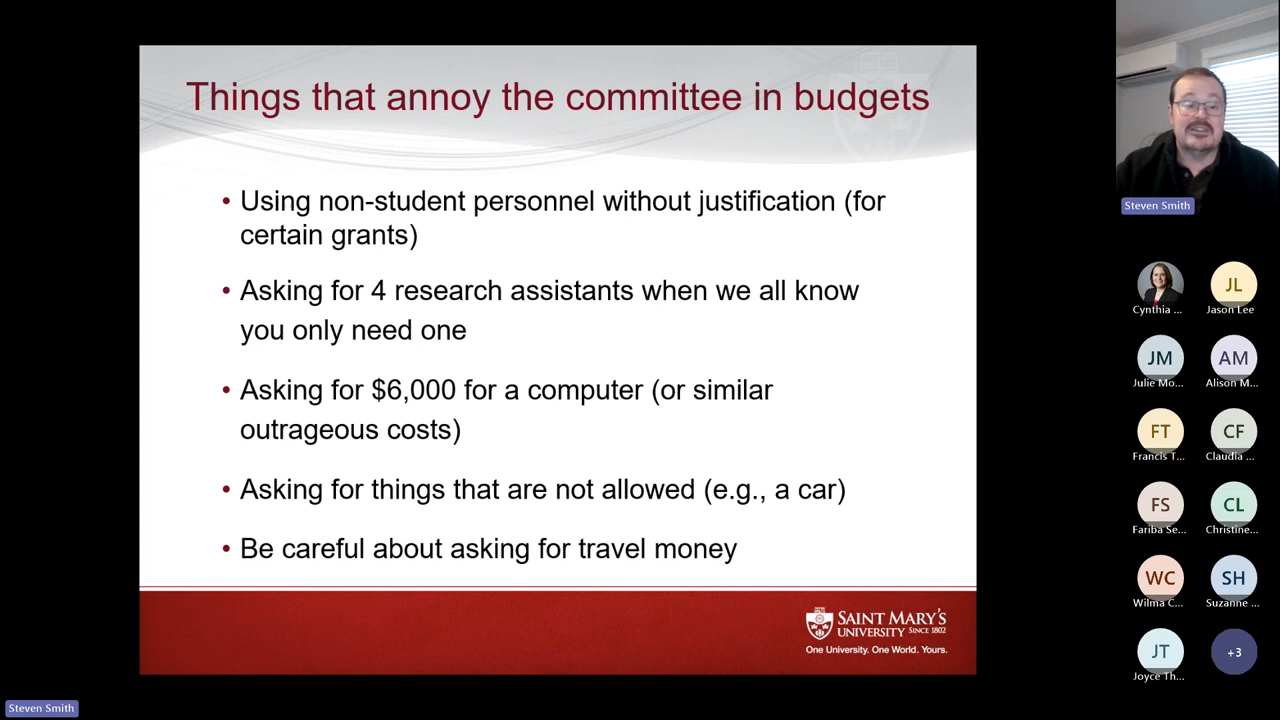 Things that annoy the committee in budgets
• Using non-student personnel without justification (for
certain grants)
• Asking for 4 research assistants when we all know
you only need one
• Asking for $6,000 for a computer (or similar
outrageous costs)
• Asking for things that are not allowed (e.g., a car)
• Be careful about asking for travel money
SAINT MARY'S
UNIVERSITY SINCE 1802
One University. One World. Yours.
Steven Smith
Cynthia ...
JL
Jason Lee
JM
Julie Mo...
AM
Alison M...
FT
Francis T...
CF
Claudia ...
FS
Fariba Se...
CL
Christine...
WC
Wilma C...
SH
Suzanne ...
JT
Joyce Th...
+3
Steven Smith